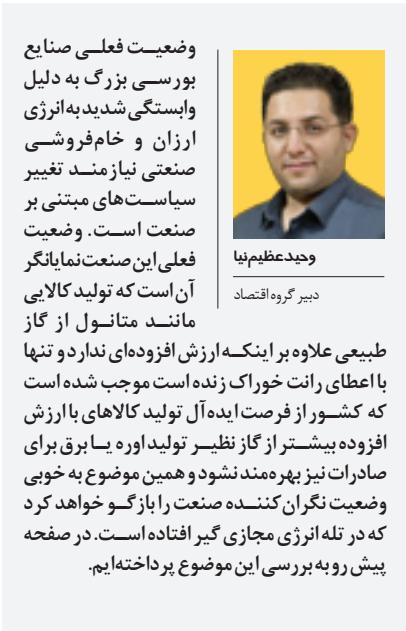 وضعیت فعلی صنایع
بورسی بزرگ به دلیل
وابستگی شدید به انرژی
ارزان و خام‌فروشی
صنعتی نیازمند تغییر
سیاست‌های مبتنی بر
صنعت است. وضعیت
فعلی این صنعت نمایانگر
آن است که تولید کالایی
مانند متانول از گاز
وحید عظیم‌نیا
دبیر گروه اقتصاد
طبیعی علاوه بر اینکه ارزش افزوده‌ای ندارد و تنها
با اعطای رانت خوراک زنده است موجب شده است
که کشور از فرصت ایده‌آل تولید کالاهای با ارزش
افزوده بیشتر از گاز نظیر تولید اوره یا برق برای
صادرات نیز بهره‌مند نشود و همین موضوع به خوبی
وضعیت نگران کننده صنعت را بازگو خواهد کرد
که در تله انرژی مجازی گیر افتاده است. در صفحه
پیش رو به بررسی این موضوع پرداخته‌ایم.